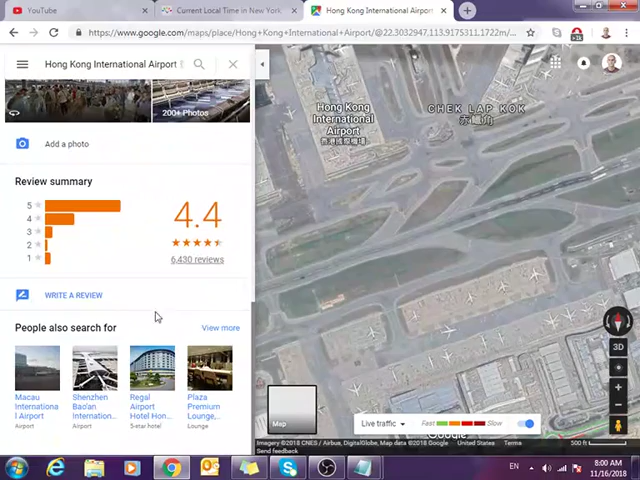 YouTube
Current Local Time in New York
Hong Kong International Airport
https://www.google.com/maps/place/Hong+Kong+International+Airport/@22.3032947,113.9175311,1722m/
Hong Kong International Airport
200+ Photos
Add a photo
Review summary
5
4
3
2
1
4.4
6,430 reviews
WRITE A REVIEW
People also search for
View more
Macau
Internationa
l Airport
Airport
Shenzhen
Bao'an
Internation...
Airport
Regal
Airport
Hotel Hon...
5-star hotel
Plaza
Premium
Lounge,...
Lounge
Hong Kong
International
Airport
香港國際機場
CHEK LAP KOK
赤鱲角
3D
Map
Live traffic
Fast
Slow
Google
Imagery ©2018 CNES / Airbus, DigitalGlobe, Map data ©2018 Google
United States
Terms
500 ft
Send feedback
EN
8:00 AM
11/16/2018